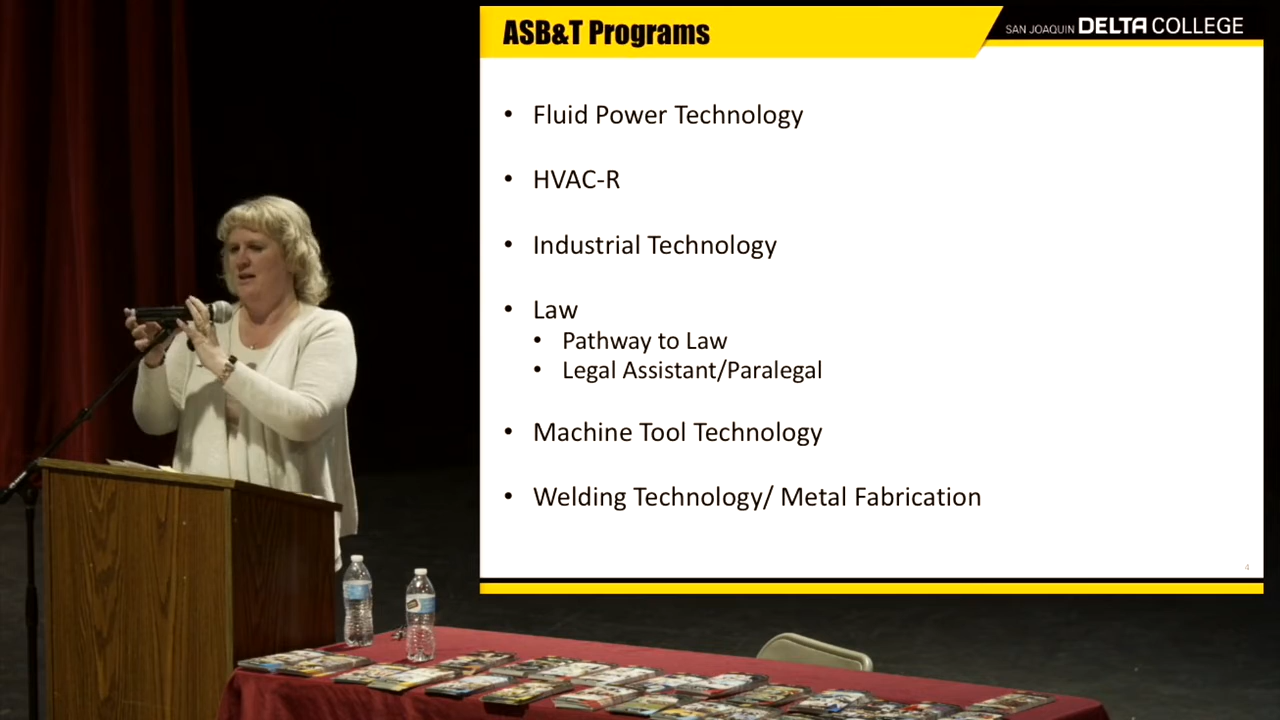 ASB&T Programs
SAN JOAQUIN DELTA COLLEGE
• Fluid Power Technology
• HVAC-R
• Industrial Technology
• Law
• Pathway to Law
• Legal Assistant/Paralegal
• Machine Tool Technology
• Welding Technology/ Metal Fabrication
4